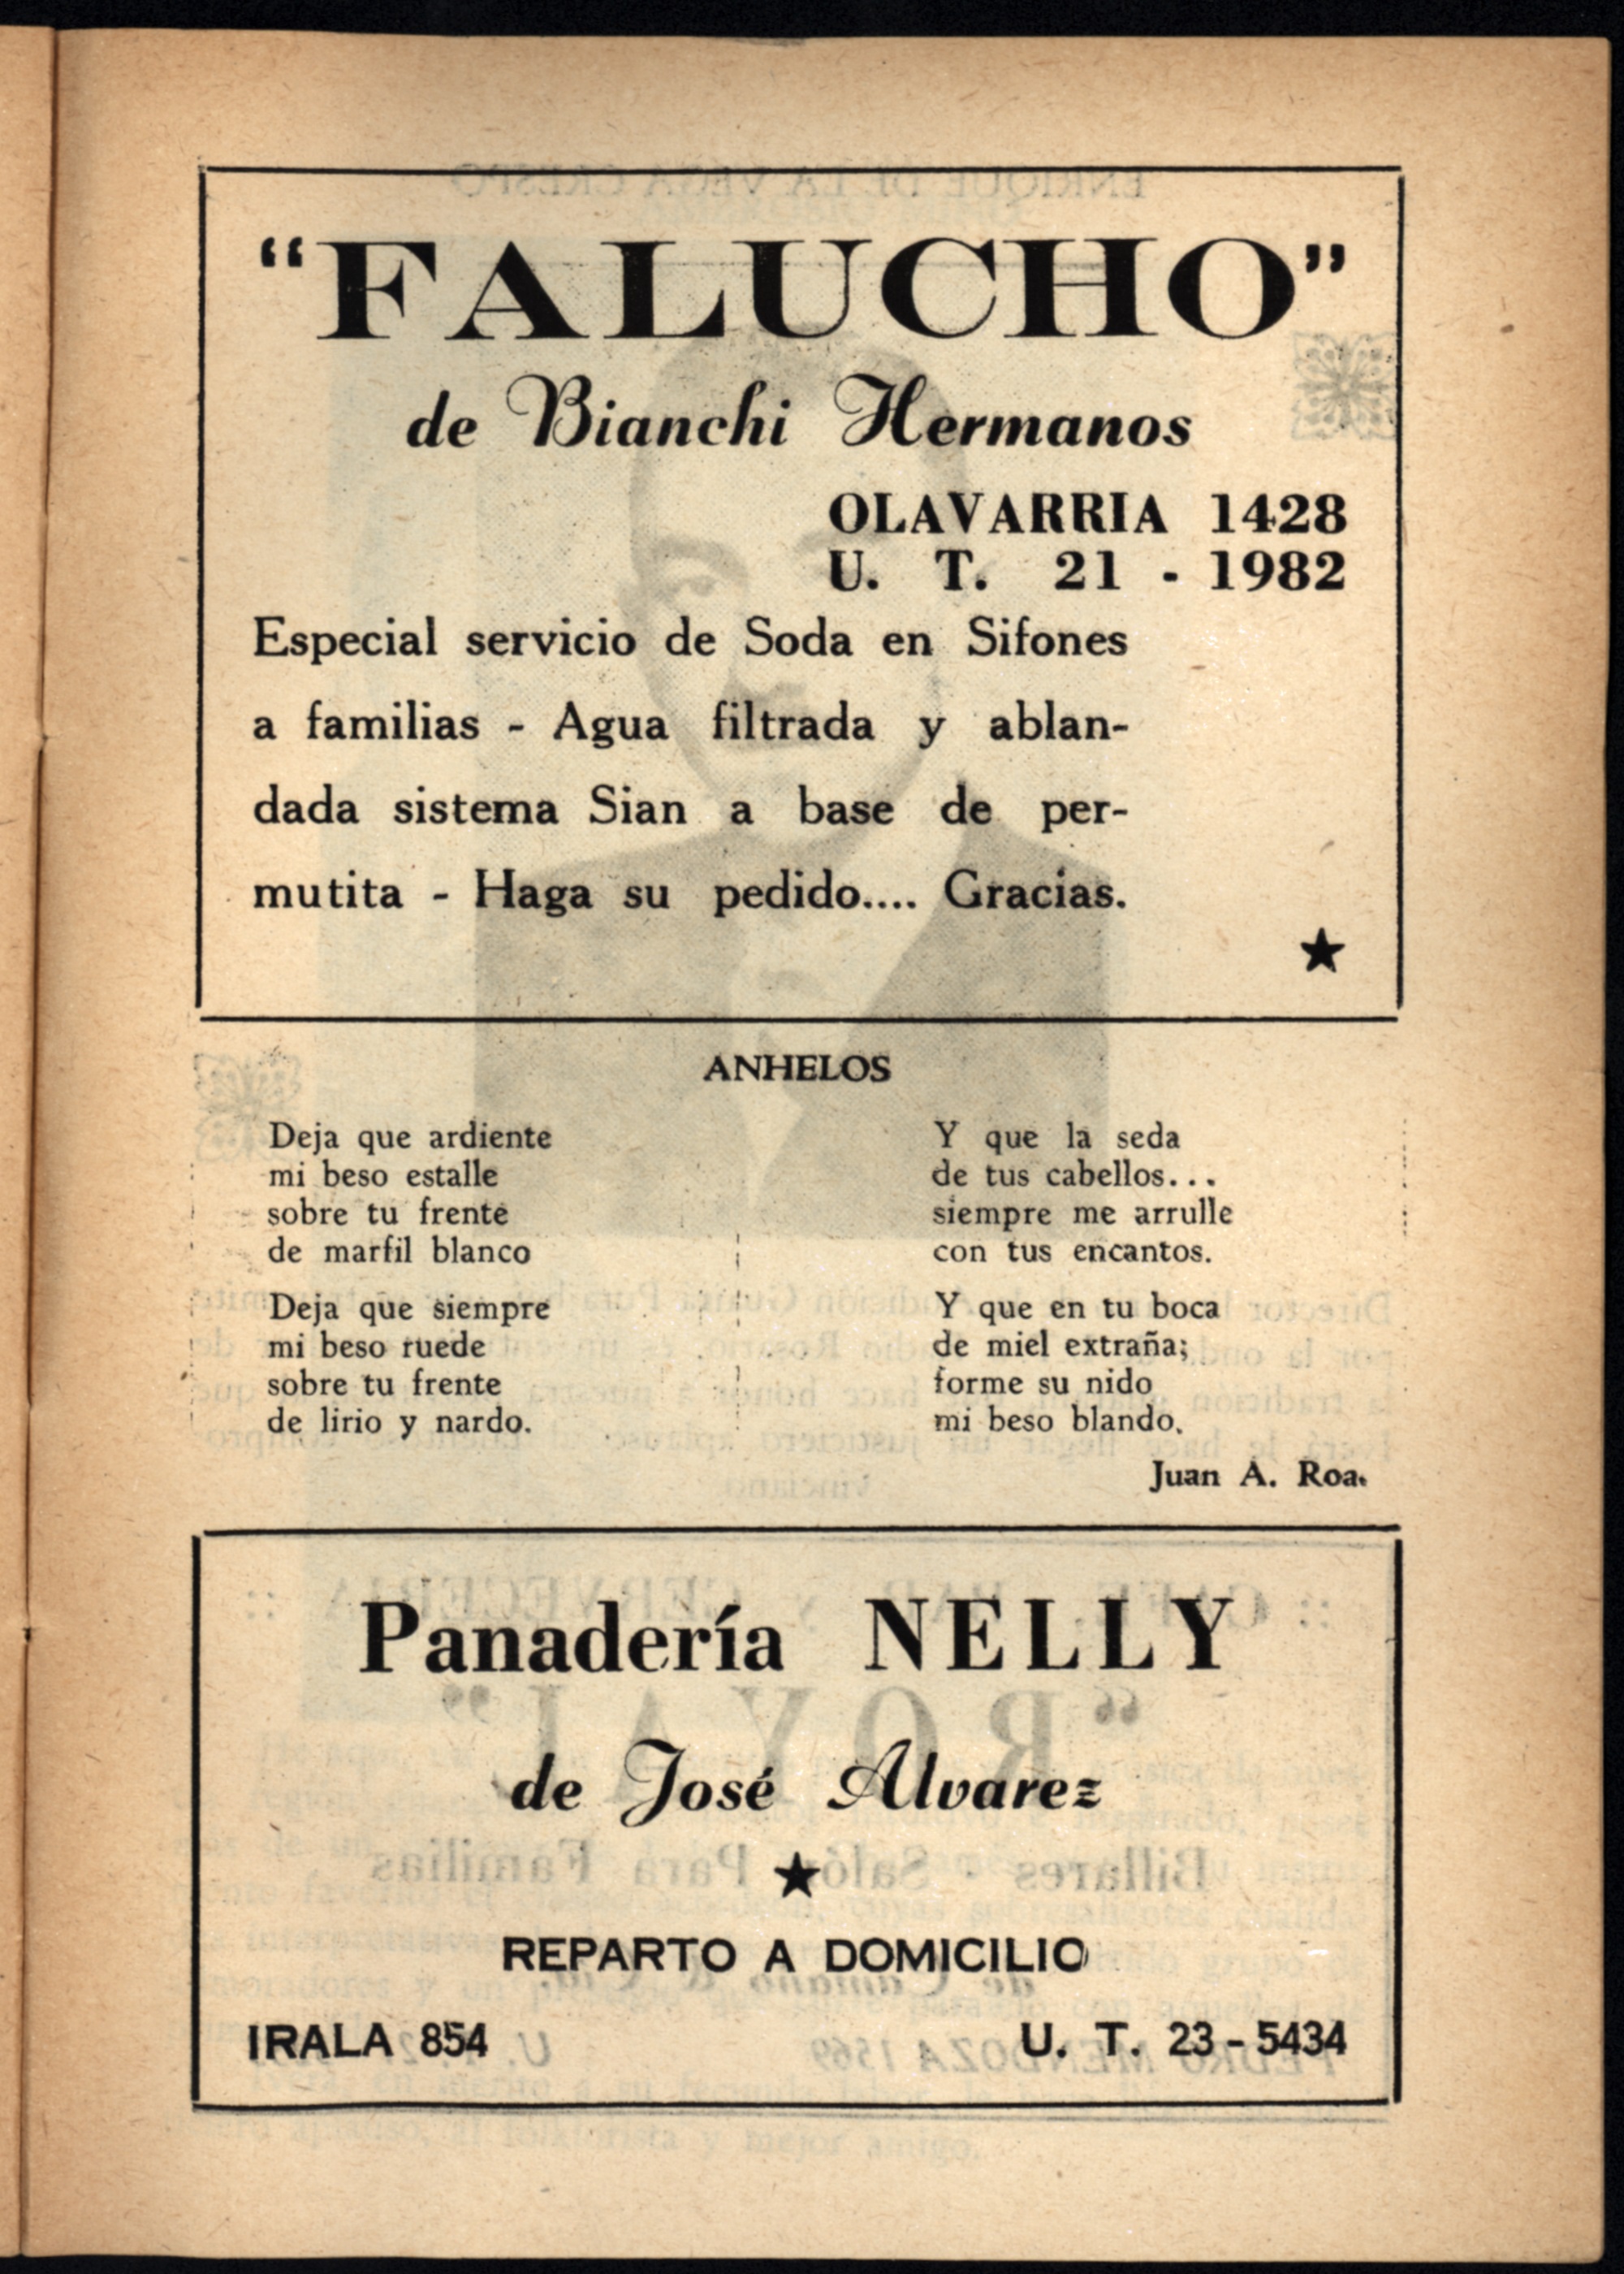 “FALUCHO”
de Bianchi Hermanos
OLAVARRIA 1428
U. T. 21 - 1982
Especial servicio de Soda en Sifones
a familias - Agua filtrada y ablan-
dada sistema Sian a base de per-
mutita - Haga su pedido.... Gracias.
ANHELOS
Deja que ardiente
mi beso estalle
sobre tu frente
de marfil blanco
Deja que siempre
mi beso ruede
sobre tu frente
de lirio y nardo.
Y que la seda
de tus cabellos...
siempre me arrulle
con tus encantos.
Y que en tu boca
de miel extraña;
forme su nido
mi beso blando.
Juan A. Roa.
Panadería NELLY
de José Alvarez
REPARTO A DOMICILIO
IRALA 854
U. T. 23 - 5434